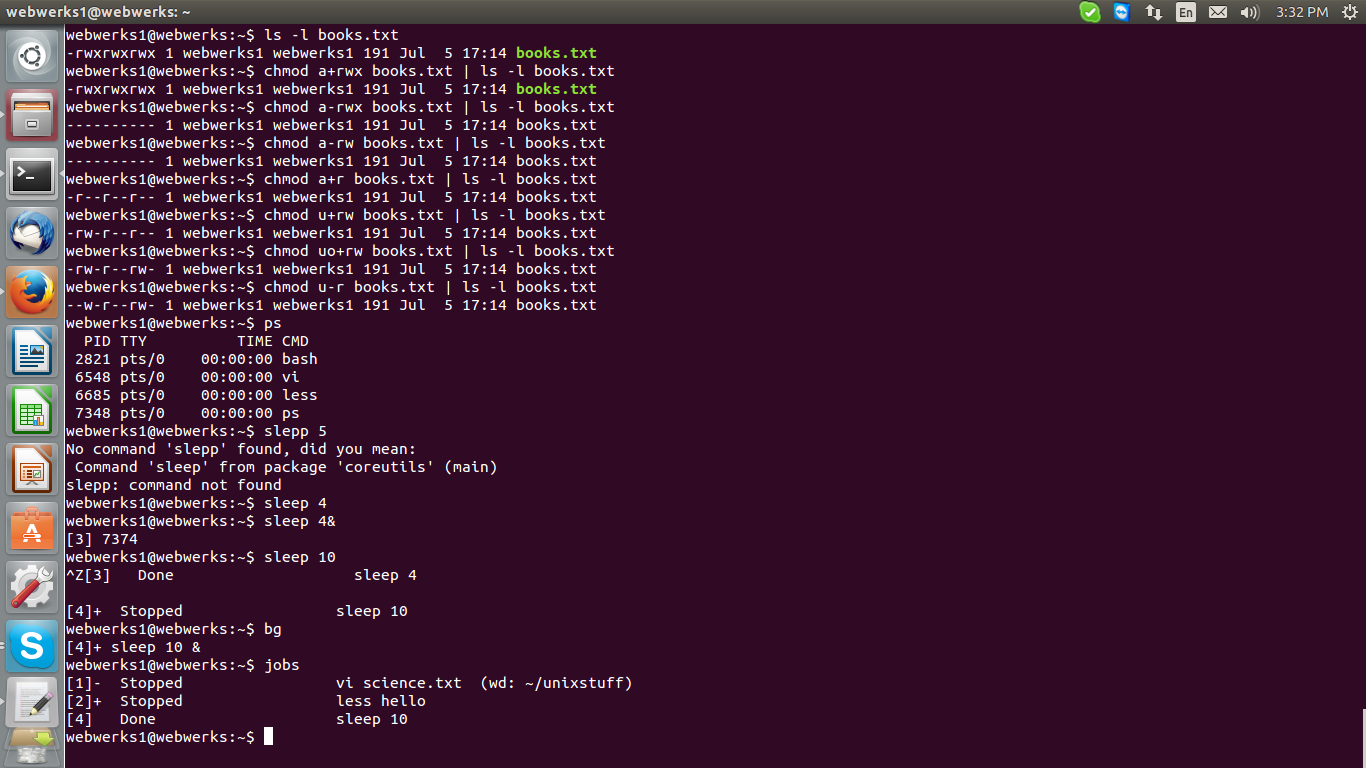 webwerks1@webwerks: ~
En
3:32 PM
webwerks1@webwerks:~$ ls -l books.txt
-rwxrwxrwx 1 webwerks1 webwerks1 191 Jul  5 17:14 books.txt
webwerks1@webwerks:~$ chmod a+rwx books.txt | ls -l books.txt
-rwxrwxrwx 1 webwerks1 webwerks1 191 Jul  5 17:14 books.txt
webwerks1@webwerks:~$ chmod a-rwx books.txt | ls -l books.txt
---------- 1 webwerks1 webwerks1 191 Jul  5 17:14 books.txt
webwerks1@webwerks:~$ chmod a-rw books.txt | ls -l books.txt
---------- 1 webwerks1 webwerks1 191 Jul  5 17:14 books.txt
webwerks1@webwerks:~$ chmod a+r books.txt | ls -l books.txt
-r--r--r-- 1 webwerks1 webwerks1 191 Jul  5 17:14 books.txt
webwerks1@webwerks:~$ chmod u+rw books.txt | ls -l books.txt
-rw-r--r-- 1 webwerks1 webwerks1 191 Jul  5 17:14 books.txt
webwerks1@webwerks:~$ chmod uo+rw books.txt | ls -l books.txt
-rw-r--rw- 1 webwerks1 webwerks1 191 Jul  5 17:14 books.txt
webwerks1@webwerks:~$ chmod u-r books.txt | ls -l books.txt
--w-r--rw- 1 webwerks1 webwerks1 191 Jul  5 17:14 books.txt
webwerks1@webwerks:~$ ps
  PID TTY          TIME CMD
 2821 pts/0    00:00:00 bash
 6548 pts/0    00:00:00 vi
 6685 pts/0    00:00:00 less
 7348 pts/0    00:00:00 ps
webwerks1@webwerks:~$ slepp 5
No command 'slepp' found, did you mean:
 Command 'sleep' from package 'coreutils' (main)
slepp: command not found
webwerks1@webwerks:~$ sleep 4
webwerks1@webwerks:~$ sleep 4&
[3] 7374
webwerks1@webwerks:~$ sleep 10
^Z[3]   Done                    sleep 4
[4]+  Stopped                 sleep 10
webwerks1@webwerks:~$ bg
[4]+ sleep 10 &
webwerks1@webwerks:~$ jobs
[1]-  Stopped                 vi science.txt  (wd: ~/unixstuff)
[2]+  Stopped                 less hello
[4]   Done                    sleep 10
webwerks1@webwerks:~$